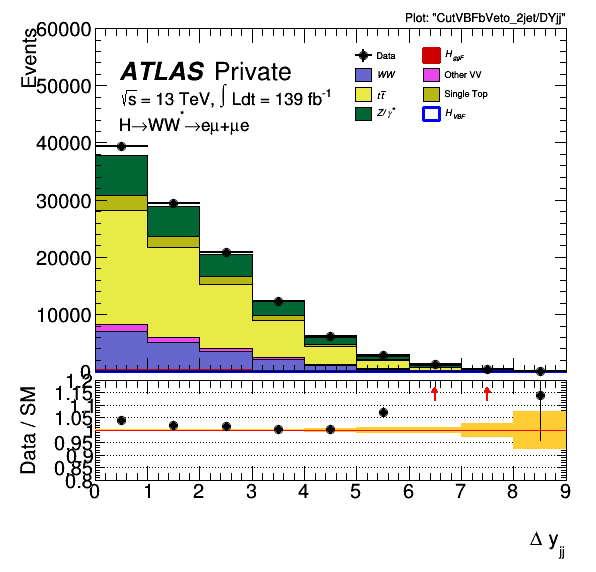 Plot: "CutVBFbVeto_2jet/DYjj"
Events
60000
50000
40000
30000
20000
10000
0
ATLAS Private
√s = 13 TeV, ∫ Ldt = 139 fb⁻¹
H→WW*→eμ+μe
Data
WW
tt̄
Z/γ*
H_ggF
Other VV
Single Top
H_VBF
Data / SM
1.2
1.15
1.1
1.05
1
0.95
0.9
0.85
0.8
0 1 2 3 4 5 6 7 8 9
Δ y_jj